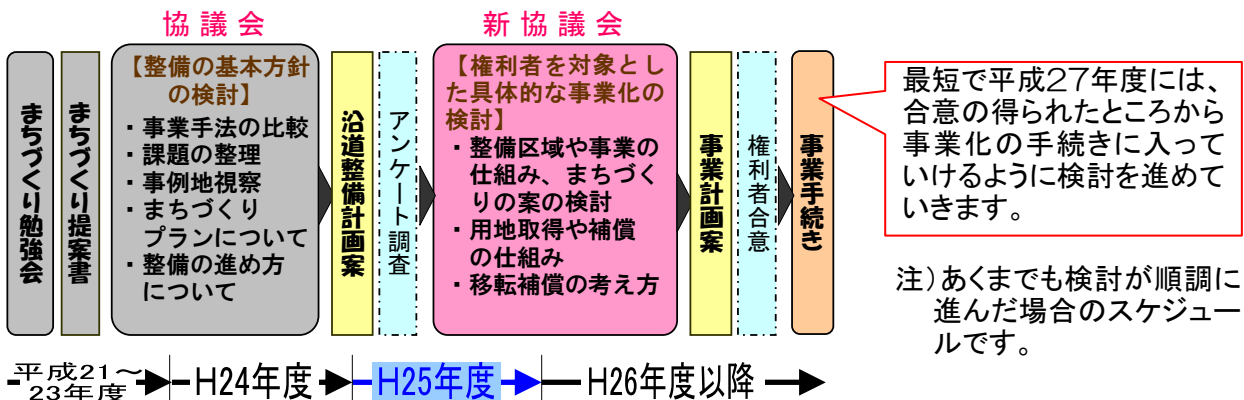 協議会
新協議会
まちづくり勉強会
まちづくり提案書
【整備の基本方針
の検討】
・事業手法の比較
・課題の整理
・事例地視察
・まちづくり
プランについて
・整備の進め方
について
沿道整備計画案
アンケート調査
【権利者を対象とし
た具体的な事業化の
検討】
・整備区域や事業の
仕組み、まちづく
りの案の検討
・用地取得や補償
の仕組み
・移転補償の考え方
事業計画案
権利者合意
事業手続き
最短で平成27年度には、
合意の得られたところから
事業化の手続きに入って
いけるように検討を進めて
いきます。
注)あくまでも検討が順調に
進んだ場合のスケジュー
ルです。
平成21～
23年度
H24年度
H25年度
H26年度以降